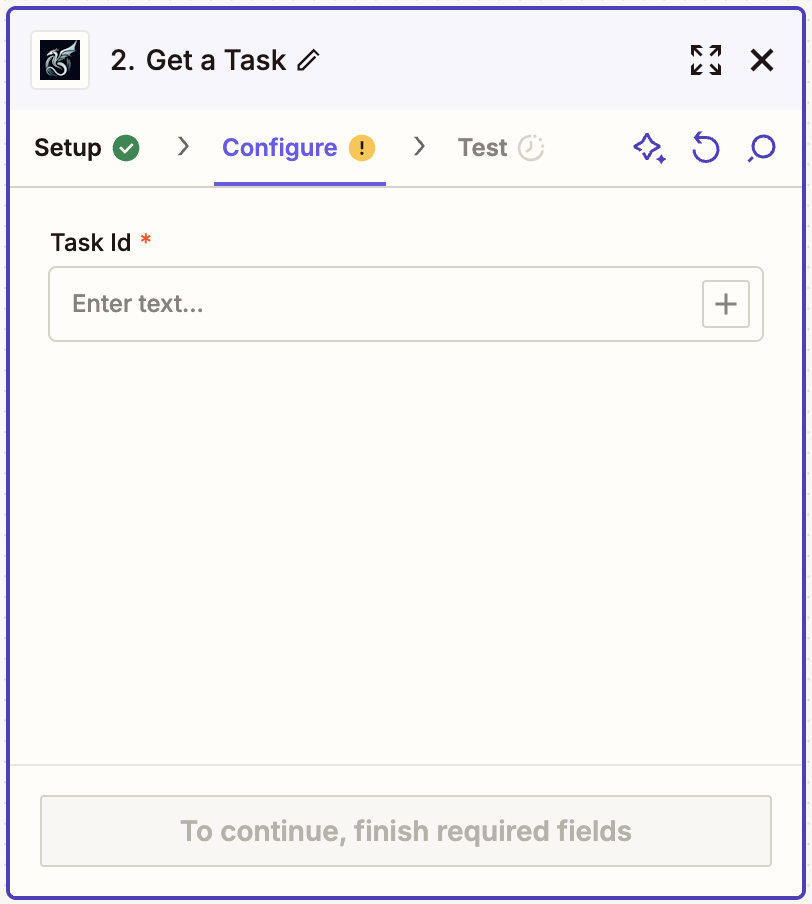 2. Get a Task
Setup
Configure
Test
Task Id *
Enter text...
To continue, finish required fields